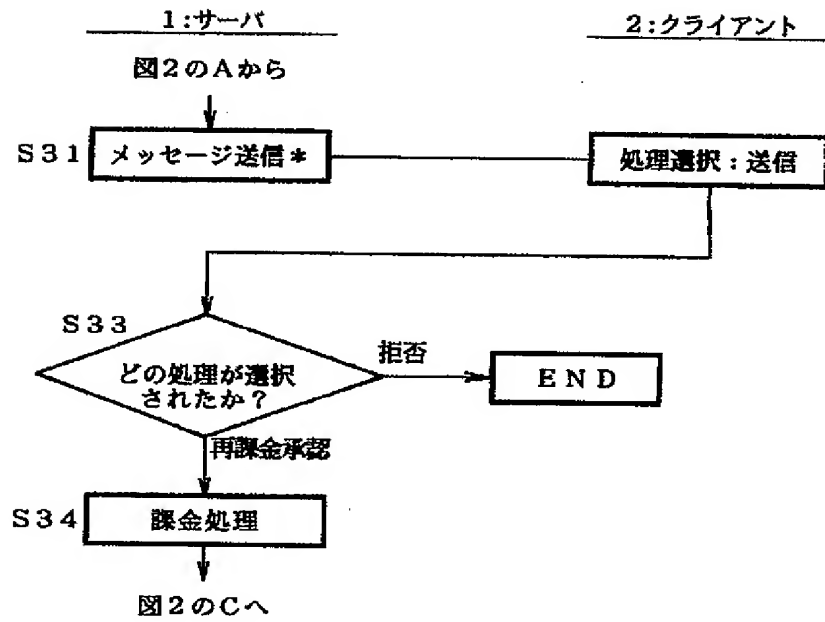 1:サーバ
2:クライアント
図2のAから
S31
メッセージ送信*
処理選択:送信
S33
どの処理が選択
されたか?
拒否
END
再課金承認
S34
課金処理
図2のCへ